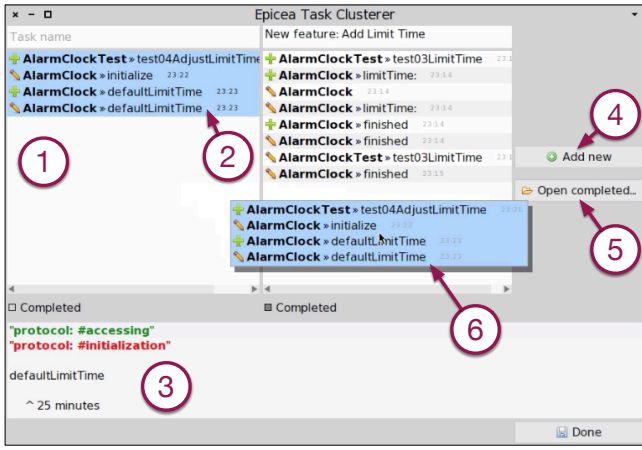 Epicea Task Clusterer
Task name
New feature: Add Limit Time
AlarmClockTest » test04AdjustLimitTime
AlarmClock » initialize 23:22
AlarmClock » defaultLimitTime 23:23
AlarmClock » defaultLimitTime 23:23
AlarmClockTest » test03LimitTime
AlarmClock » limitTime: 23:14
AlarmClock 23:14
AlarmClock » limitTime: 23:14
AlarmClock » finished 23:14
AlarmClock » finished 23:14
AlarmClockTest » test03LimitTime
AlarmClock » finished 23:15
1
2
4
Add new
Open completed...
5
AlarmClockTest » test04AdjustLimitTime 23:21
AlarmClock » initialize 23:22
AlarmClock » defaultLimitTime 23:23
AlarmClock » defaultLimitTime 23:23
6
Completed
Completed
"protocol: #accessing"
"protocol: #initialization"
defaultLimitTime
^ 25 minutes
3
Done